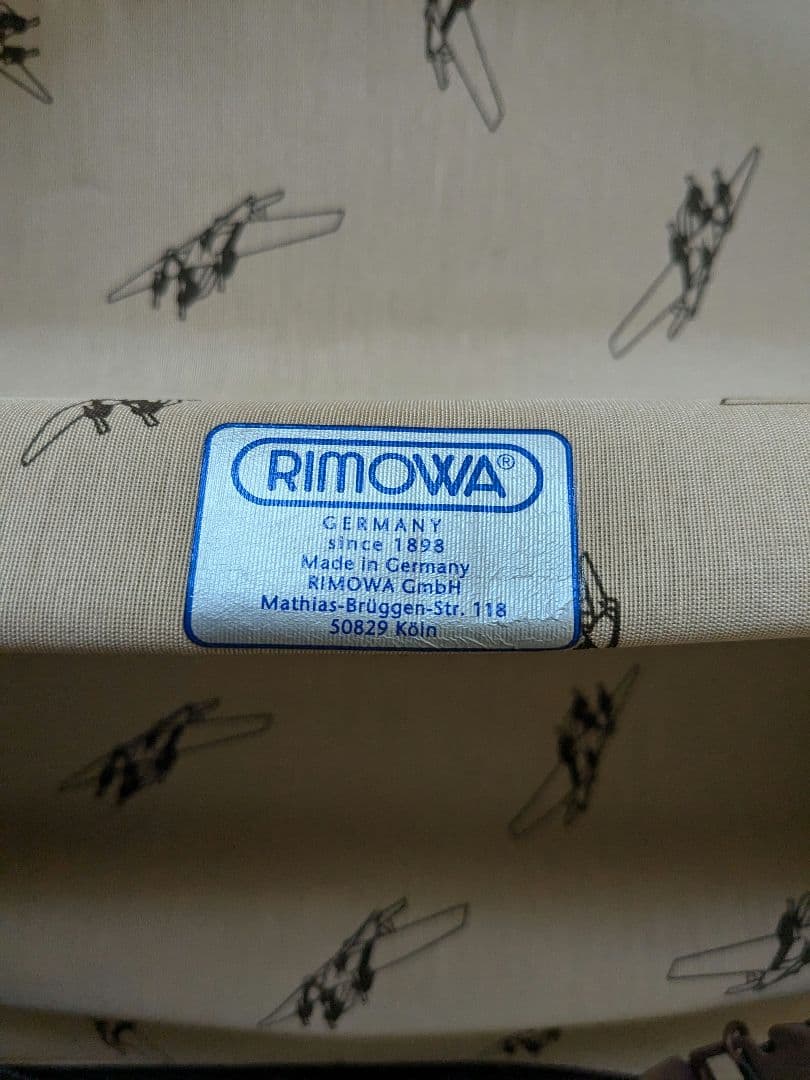 RIMOWA®
GERMANY
since 1898
Made in Germany
RIMOWA GmbH
Mathias-Brüggen-Str. 118
50829 Köln